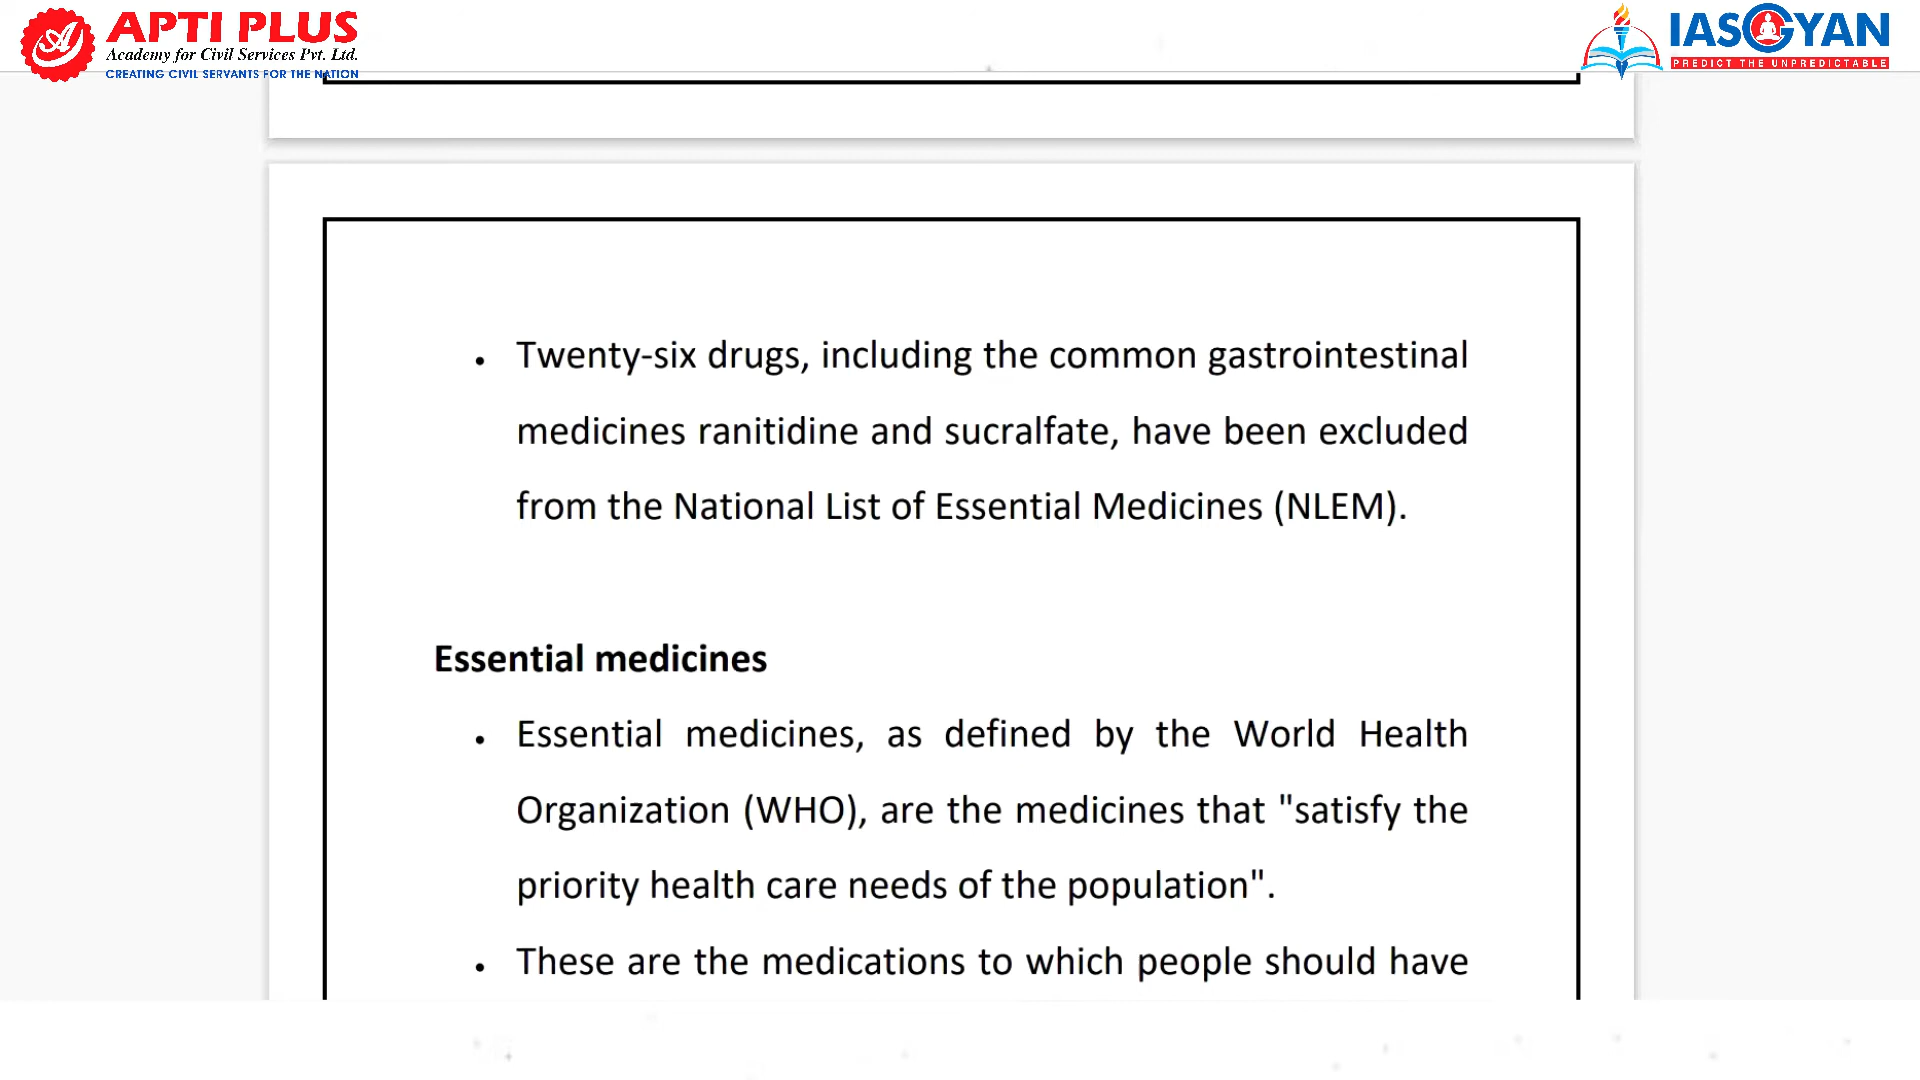 APTI PLUS
Academy for Civil Services Pvt. Ltd.
CREATING CIVIL SERVANTS FOR THE NATION
IASGYAN
PREDICT THE UNPREDICTABLE
• Twenty-six drugs, including the common gastrointestinal
medicines ranitidine and sucralfate, have been excluded
from the National List of Essential Medicines (NLEM).
Essential medicines
• Essential medicines, as defined by the World Health
Organization (WHO), are the medicines that "satisfy the
priority health care needs of the population".
• These are the medications to which people should have